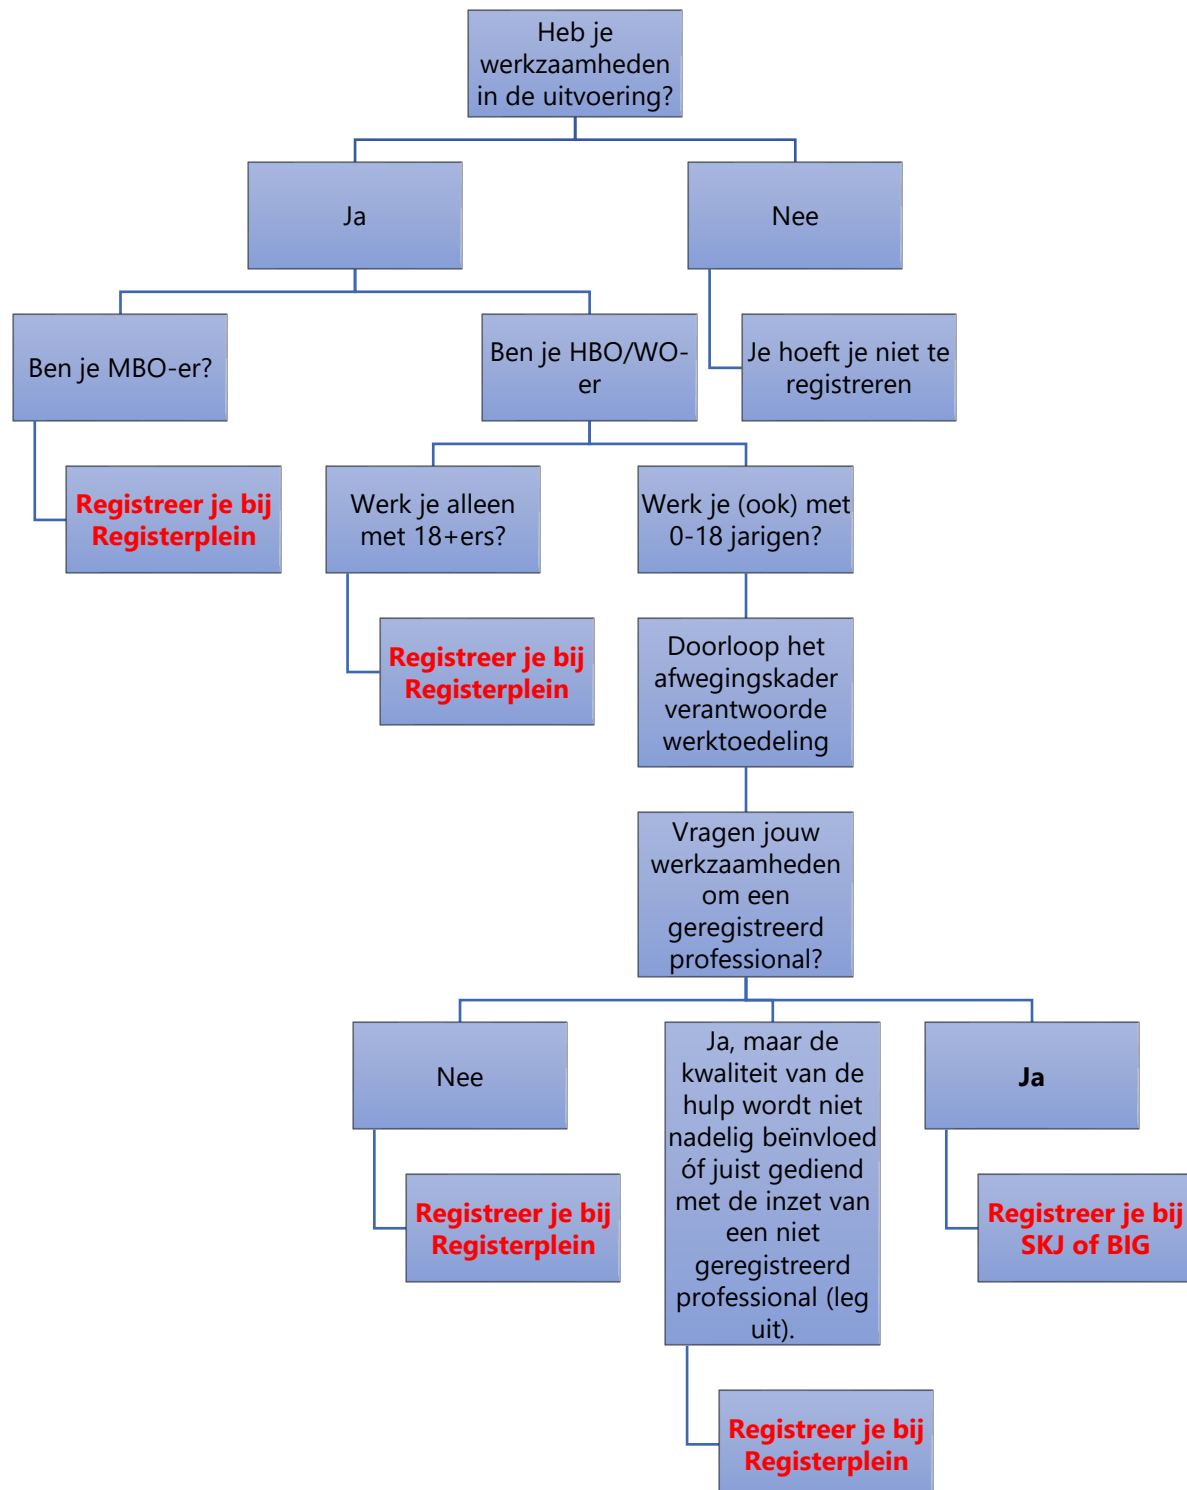 Heb je
werkzaamheden
in de uitvoering?
Ja
Nee
Ben je MBO-er?
Ben je HBO/WO-
er
Je hoeft je niet te
registreren
Registreer je bij
Registerplein
Werk je alleen
met 18+ers?
Werk je (ook) met
0-18 jarigen?
Registreer je bij
Registerplein
Doorloop het
afwegingskader
verantwoorde
werktoedeling
Vragen jouw
werkzaamheden
om een
geregistreerd
professional?
Nee
Ja, maar de
kwaliteit van de
hulp wordt niet
nadelig beïnvloed
óf juist gediend
met de inzet van
een niet
geregistreerd
professional (leg
uit).
Ja
Registreer je bij
Registerplein
Registreer je bij
SKJ of BIG
Registreer je bij
Registerplein